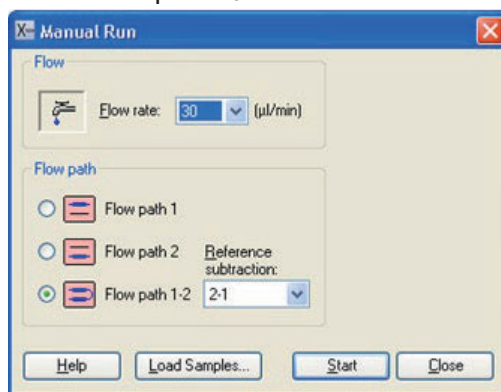 Manual Run
Flow
Flow rate: 30 (µl/min)
Flow path
Flow path 1
Flow path 2 Reference
subtraction:
Flow path 1-2 2-1
Help Load Samples... Start Close